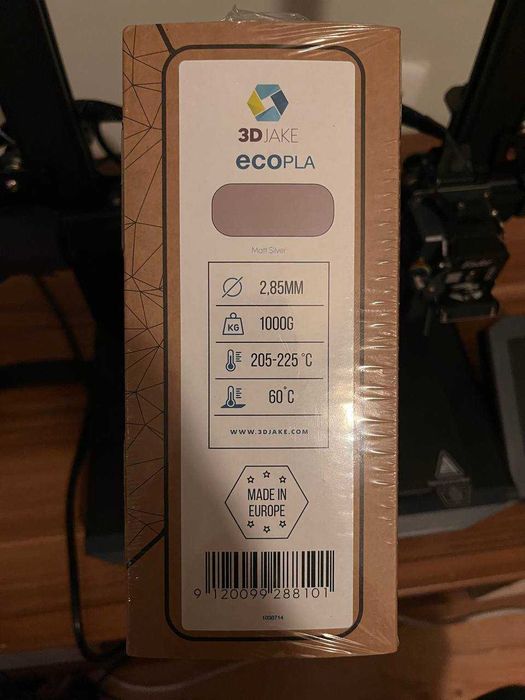 3DJAKE
ecoPLA
Matt Silver
2,85MM
KG
1000G
205-225 °C
60°C
WWW.3DJAKE.COM
MADE IN
EUROPE
9 120099 288101
1030714